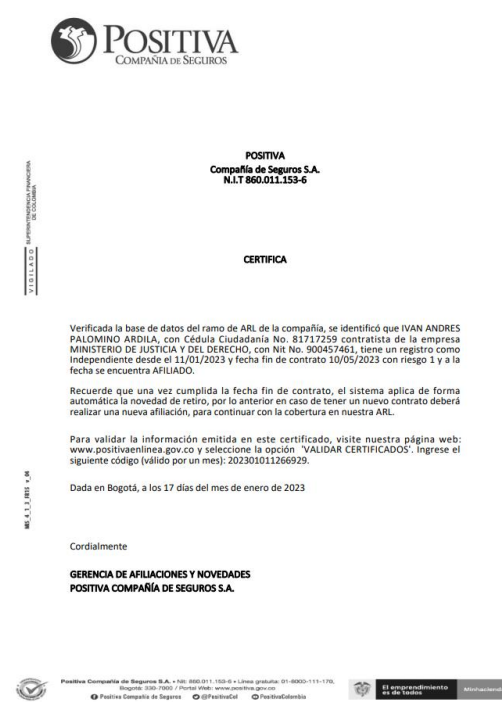 POSITIVA
COMPAÑIA DE SEGUROS
POSITIVA
Compañía de Seguros S.A.
N.I.T 860.011.153-6
VIGILADO SUPERINTENDENCIA FINANCIERA
DE COLOMBIA
CERTIFICA
Verificada la base de datos del ramo de ARL de la compañía, se identificó que IVAN ANDRES
PALOMINO ARDILA, con Cédula Ciudadanía No. 81717259 contratista de la empresa
MINISTERIO DE JUSTICIA Y DEL DERECHO, con Nit No. 900457461, tiene un registro como
Independiente desde el 11/01/2023 y fecha fin de contrato 10/05/2023 con riesgo 1 y a la
fecha se encuentra AFILIADO.
Recuerde que una vez cumplida la fecha fin de contrato, el sistema aplica de forma
automática la novedad de retiro, por lo anterior en caso de tener un nuevo contrato deberá
realizar una nueva afiliación, para continuar con la cobertura en nuestra ARL.
Para validar la información emitida en este certificado, visite nuestra página web:
www.positivaenlinea.gov.co y seleccione la opción 'VALIDAR CERTIFICADOS'. Ingrese el
siguiente código (válido por un mes): 202301011266929.
Dada en Bogotá, a los 17 días del mes de enero de 2023
Cordialmente
GERENCIA DE AFILIACIONES Y NOVEDADES
POSITIVA COMPAÑÍA DE SEGUROS S.A.
Positiva Compañía de Seguros S.A. • Nit: 860.011.153-6 • Línea gratuita: 01-8000-111-170,
Bogotá: 330-7000 / Portal Web: www.positiva.gov.co
Positiva Compañía de Seguros @PositivaCol PositivaColombia
El emprendimiento
es de todos
Minhacienda